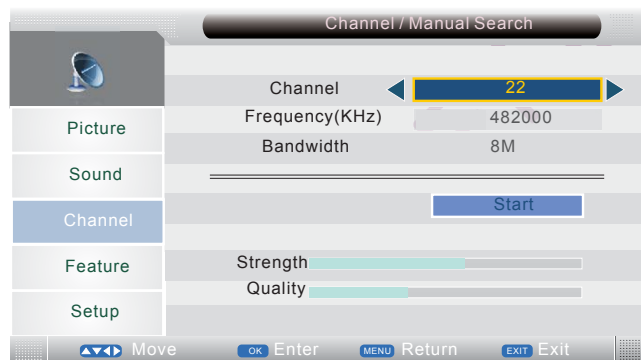 Channel / Manual Search
Channel 22
Frequency(KHz) 482000
Bandwidth 8M
Start
Strength
Quality
Picture
Sound
Channel
Feature
Setup
Move OK Enter MENU Return EXIT Exit